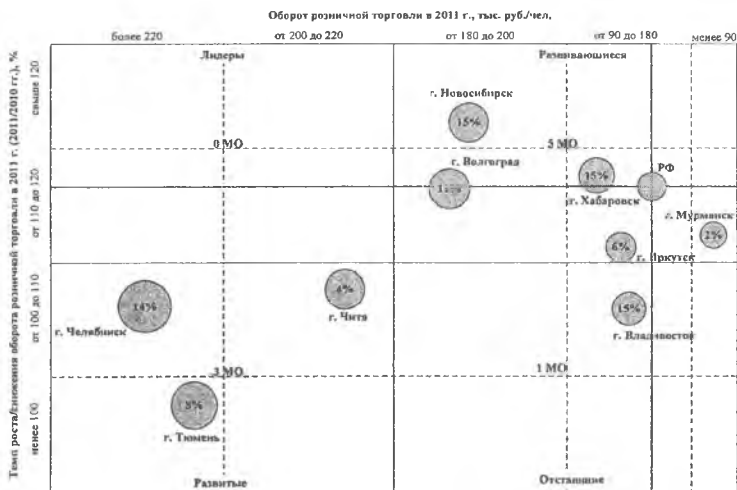 Оборот розничной торговли в 2011 г., тыс. руб./чел,
более 220
от 200 до 220
от 180 до 200
от 90 до 180
менее 90
Темп роста/снижения оборота розничной торговли в 2011 г. (2011/2010 гг.), %
свыше 120
от 110 до 120
от 100 до 110
менее 100
Лидеры
Развивающиеся
г. Новосибирск
15%
0 МО
5 МО
г. Волгоград
15%
г. Хабаровск
РФ
г. Мурманск
2%
6%
г. Иркутск
14%
г. Челябинск
4%
г. Чита
15%
г. Владивосток
3 МО
1 МО
8%
г. Тюмень
Развитые
Отстающие